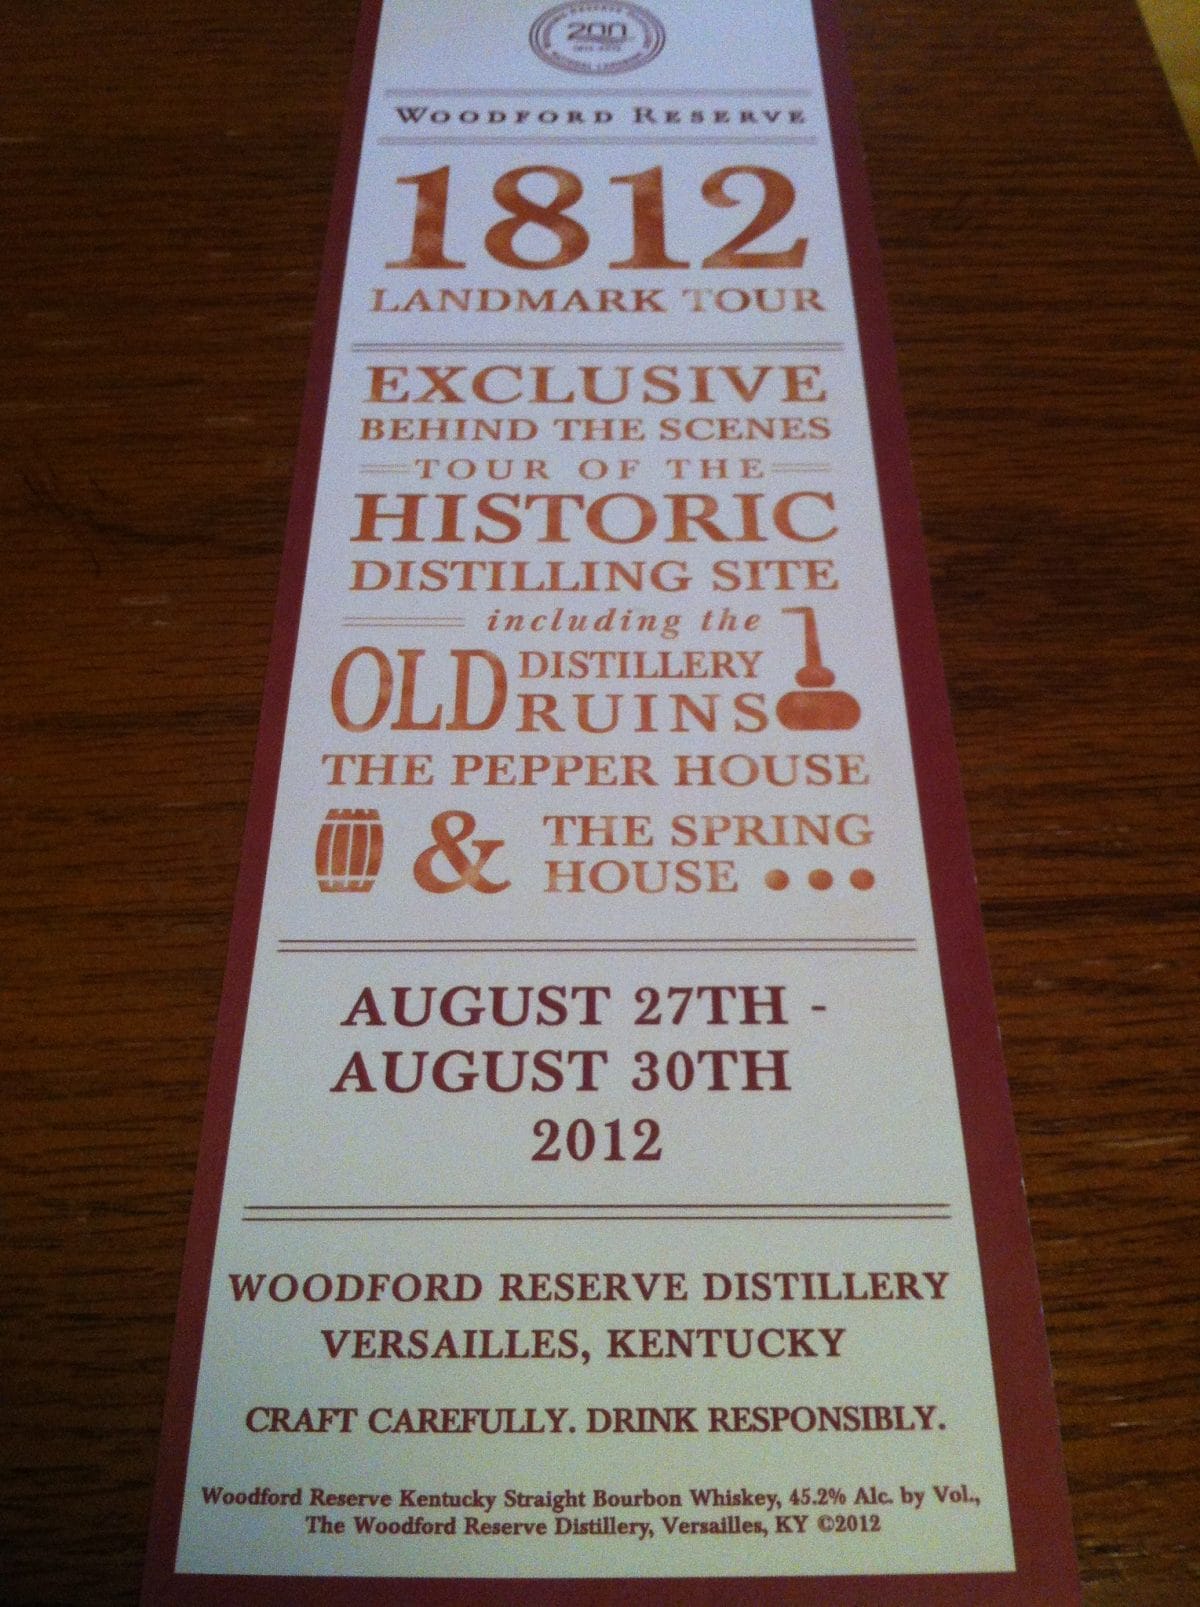 200
WOODFORD RESERVE
1812
LANDMARK TOUR
EXCLUSIVE
BEHIND THE SCENES
TOUR OF THE
HISTORIC
DISTILLING SITE
including the
OLD DISTILLERY
RUINS
THE PEPPER HOUSE
& THE SPRING
HOUSE
AUGUST 27TH -
AUGUST 30TH
2012
WOODFORD RESERVE DISTILLERY
VERSAILLES, KENTUCKY
CRAFT CAREFULLY. DRINK RESPONSIBLY.
Woodford Reserve Kentucky Straight Bourbon Whiskey, 45.2% Alc. by Vol.,
The Woodford Reserve Distillery, Versailles, KY ©2012